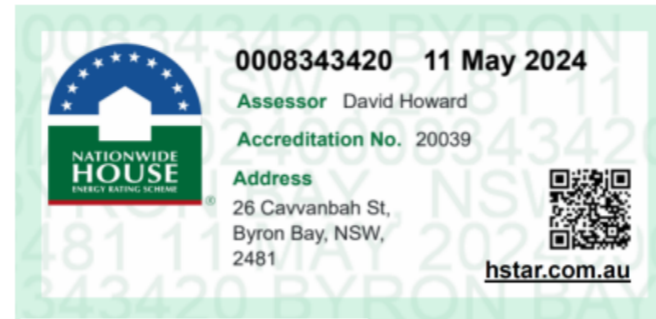 0008343420 11 May 2024
Assessor David Howard
Accreditation No. 20039
Address
26 Cavvanbah St,
Byron Bay, NSW,
2481
NATIONWIDE
HOUSE
ENERGY RATING SCHEME
®
hstar.com.au